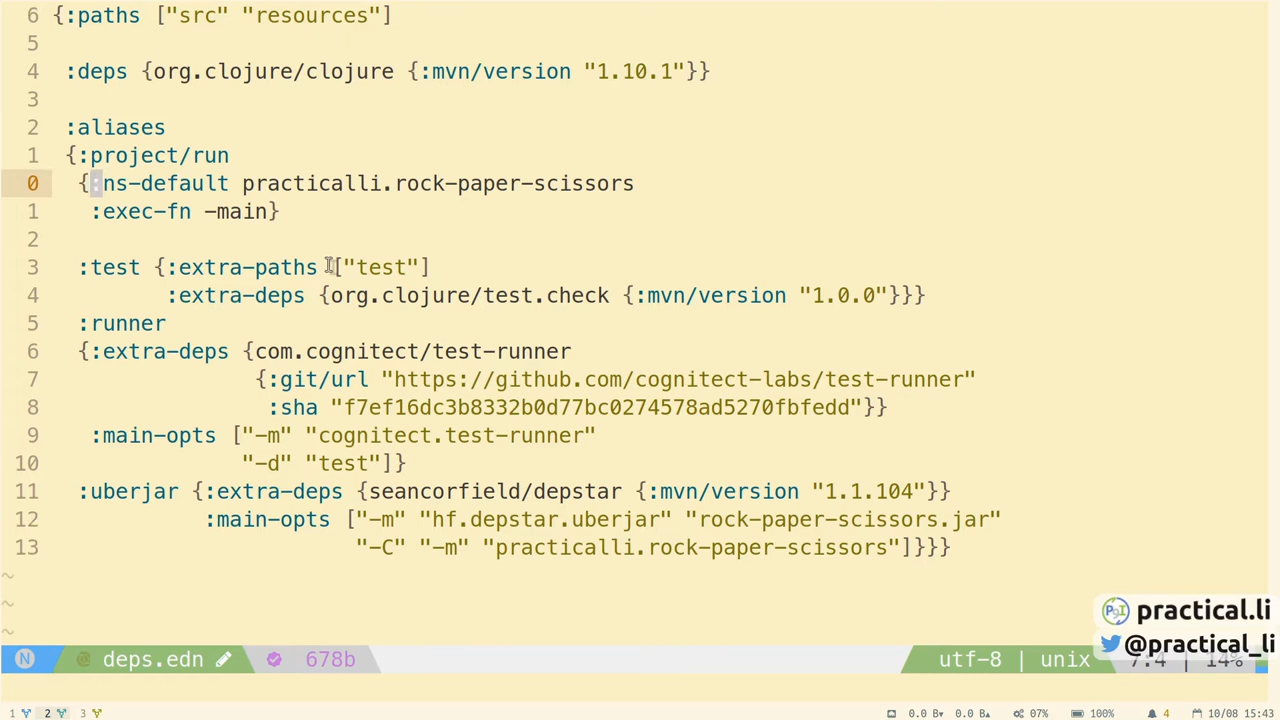 6 {:paths ["src" "resources"]
5
4 :deps {org.clojure/clojure {:mvn/version "1.10.1"}}
3
2 :aliases
1 {:project/run
0 {:ns-default practicalli.rock-paper-scissors
1 :exec-fn -main}
2
3 :test {:extra-paths ["test"]
4 :extra-deps {org.clojure/test.check {:mvn/version "1.0.0"}}}
5 :runner
6 {:extra-deps {com.cognitect/test-runner
7 {:git/url "https://github.com/cognitect-labs/test-runner"
8 :sha "f7ef16dc3b8332b0d77bc0274578ad5270fbfedd"}}
9 :main-opts ["-m" "cognitect.test-runner"
10 "-d" "test"]}
11 :uberjar {:extra-deps {seancorfield/depstar {:mvn/version "1.1.104"}}
12 :main-opts ["-m" "hf.depstar.uberjar" "rock-paper-scissors.jar"
13 "-C" "-m" "practicalli.rock-paper-scissors"]}}}
~
~
~
practical.li
@practical_li
N deps.edn 678b utf-8 | unix 7:4 | 14%
1 2 3 0.0 B 0.0 B 07% 100% 4 10/08 15:43